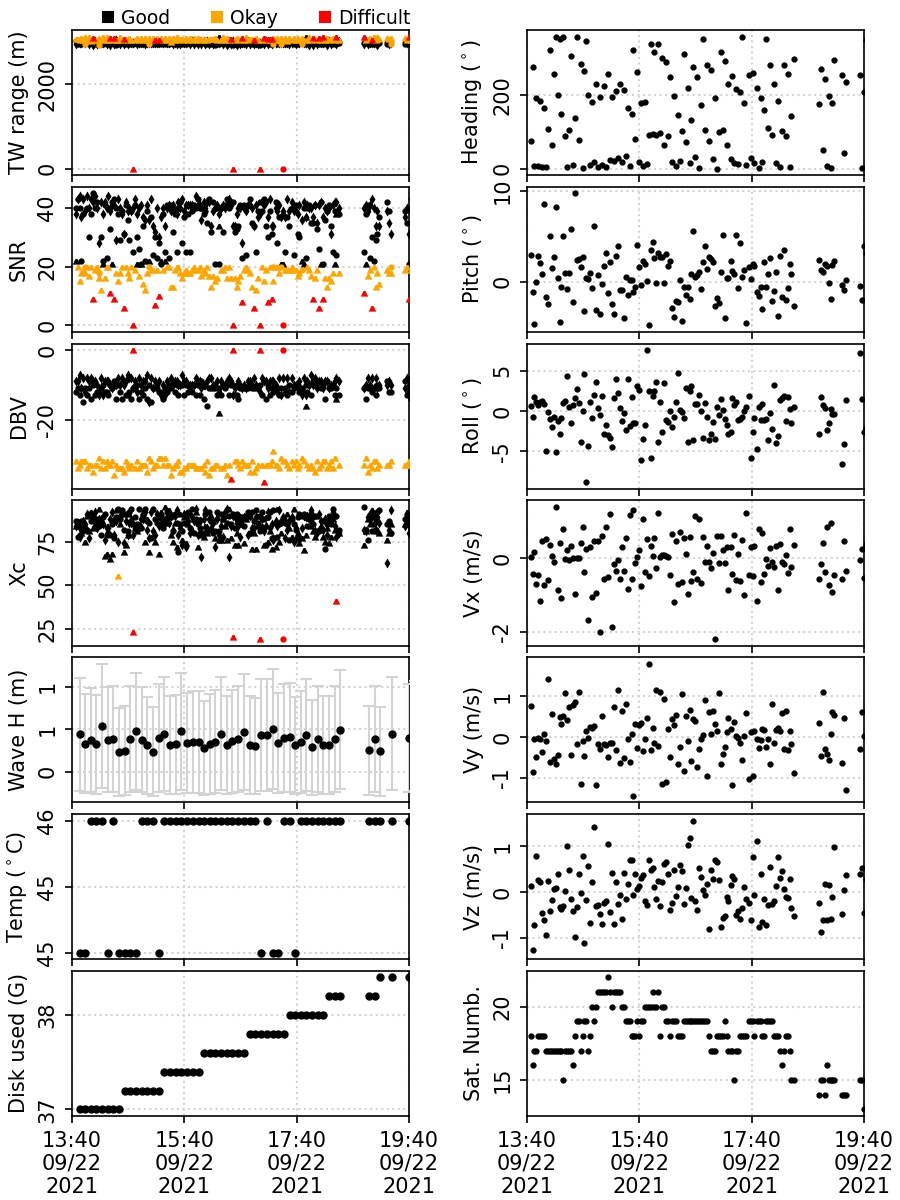 Good Okay Difficult
TW range (m)
2000
0
Heading (°)
200
0
SNR
40
20
0
Pitch (°)
10
0
DBV
0
-20
Roll (°)
5
0
-5
Xc
75
50
25
Vx (m/s)
0
-2
Wave H (m)
1
1
0
Vy (m/s)
1
0
-1
Temp (°C)
46
45
45
Vz (m/s)
1
0
-1
Disk used (G)
38
37
Sat. Numb.
20
15
13:40 15:40 17:40 19:40 13:40 15:40 17:40 19:40
09/22 09/22 09/22 09/22 09/22 09/22 09/22 09/22
2021 2021 2021 2021 2021 2021 2021 2021